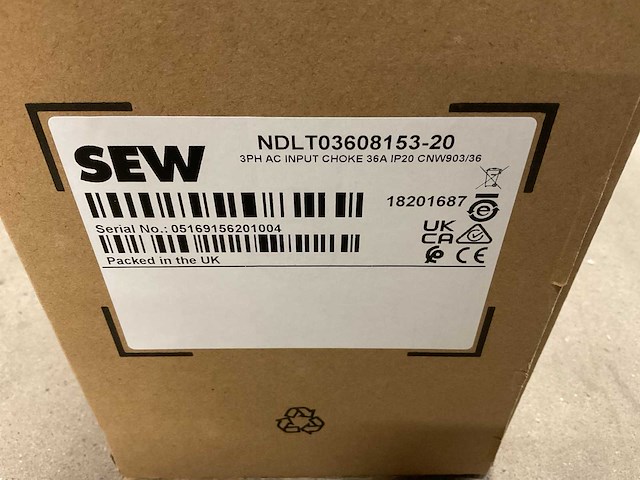 SEW
NDLT03608153-20
3PH AC INPUT CHOKE 36A IP20 CNW903/36
18201687
Serial No.: 05169156201004
UK
CA
CE
Packed in the UK